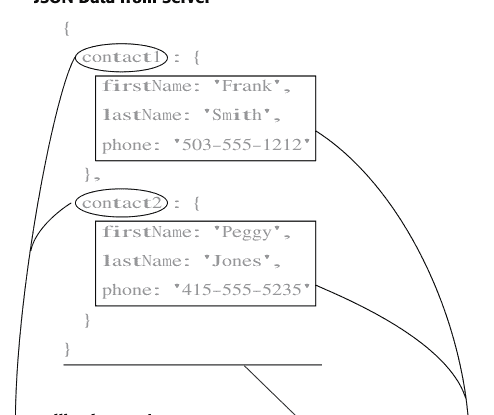 JSON Data from Server
{
contact1 : {
firstName: 'Frank',
lastName: 'Smith',
phone: '503-555-1212'
},
contact2 : {
firstName: 'Peggy',
lastName: 'Jones',
phone: '415-555-5235'
}
}